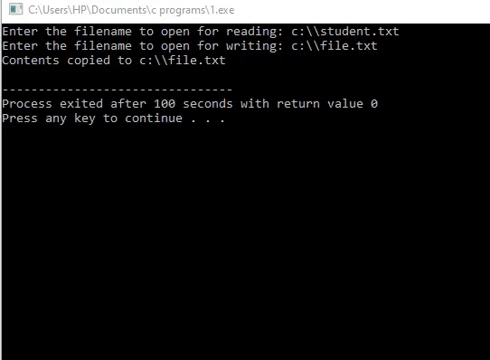 C:\Users\HP\Documents\c programs\1.exe
Enter the filename to open for reading: c:\\student.txt
Enter the filename to open for writing: c:\\file.txt
Contents copied to c:\\file.txt
--------------------------------
Process exited after 100 seconds with return value 0
Press any key to continue . . .